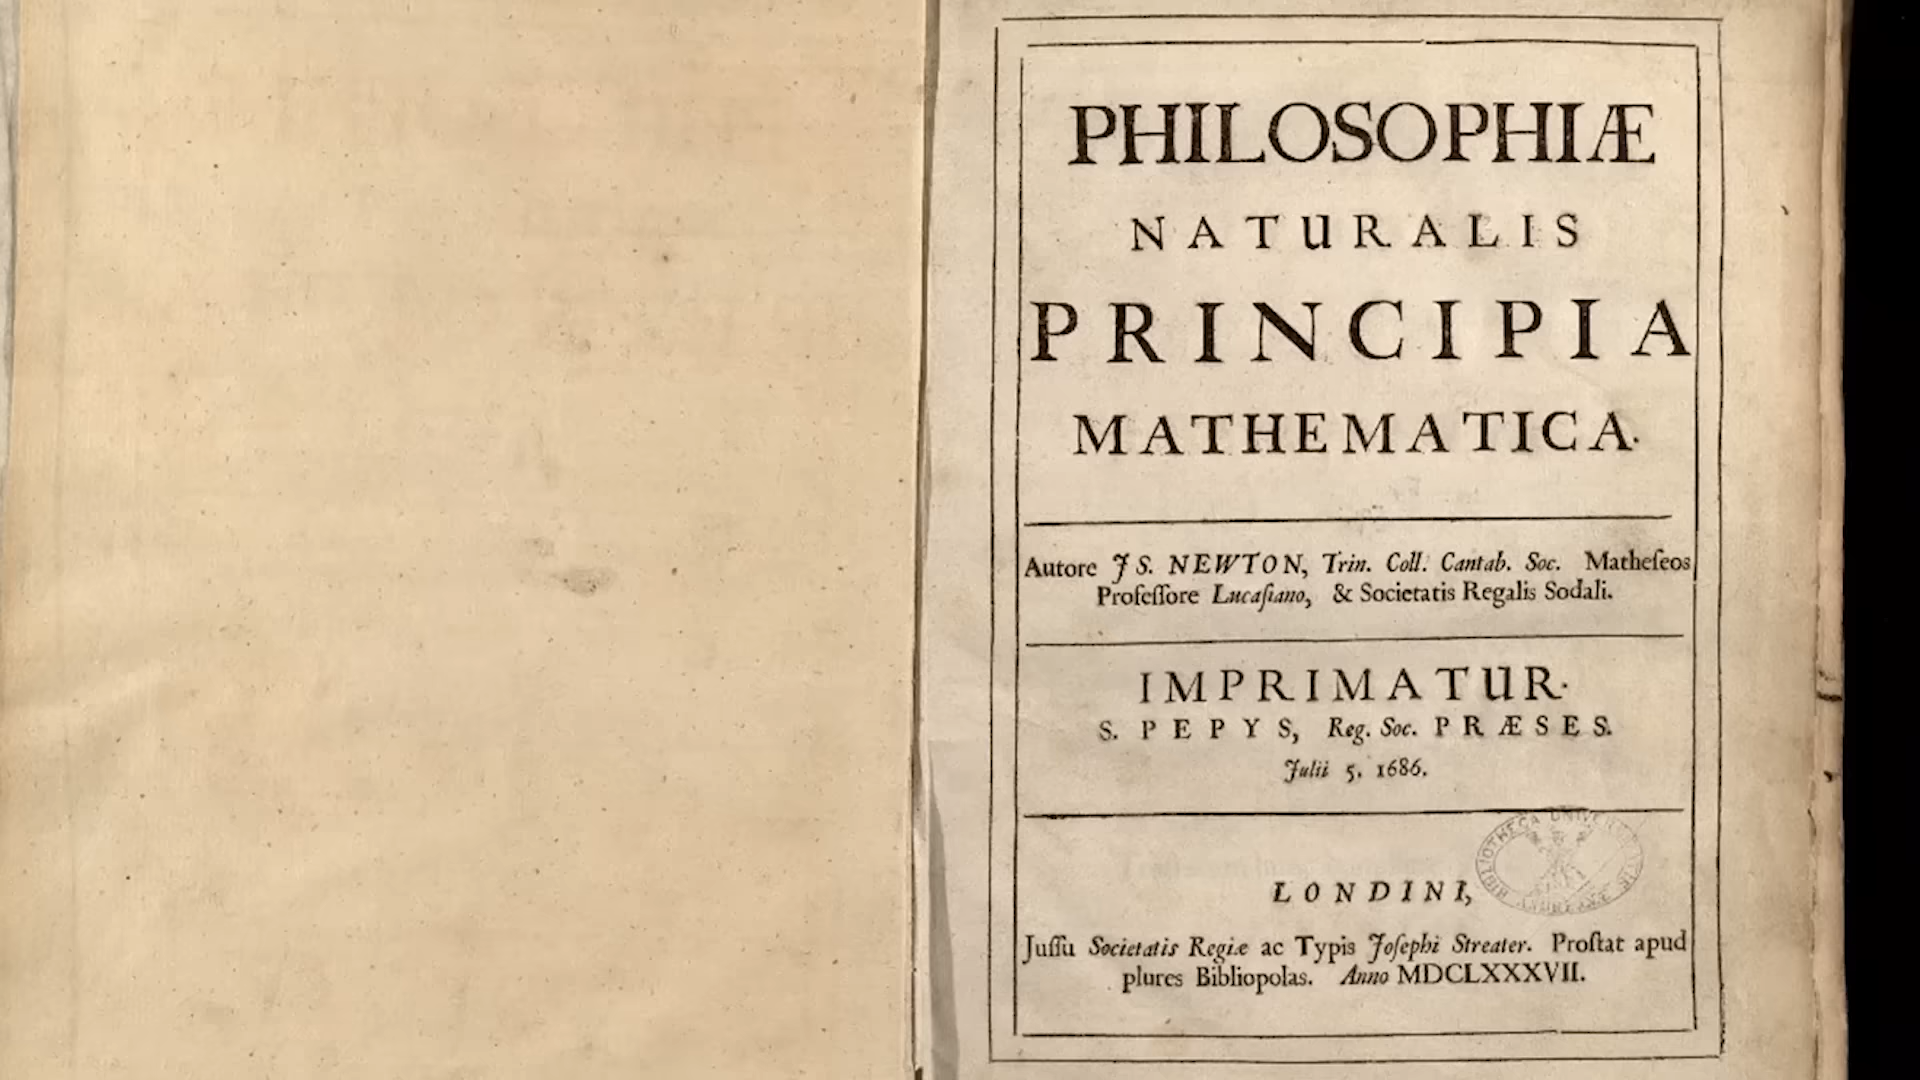 PHILOSOPHIÆ
NATURALIS
PRINCIPIA
MATHEMATICA.
Autore JS. NEWTON, Trin. Coll. Cantab. Soc. Matheſeos
Profeſſore Lucaſiano, & Societatis Regalis Sodali.
IMPRIMATUR.
S. PEPYS, Reg. Soc. PRÆSES.
Julii 5. 1686.
LONDINI,
Juſſu Societatis Regiæ ac Typis Joſephi Streater. Proſtat apud
plures Bibliopolas. Anno MDCLXXXVII.
BIBLIOTHECA